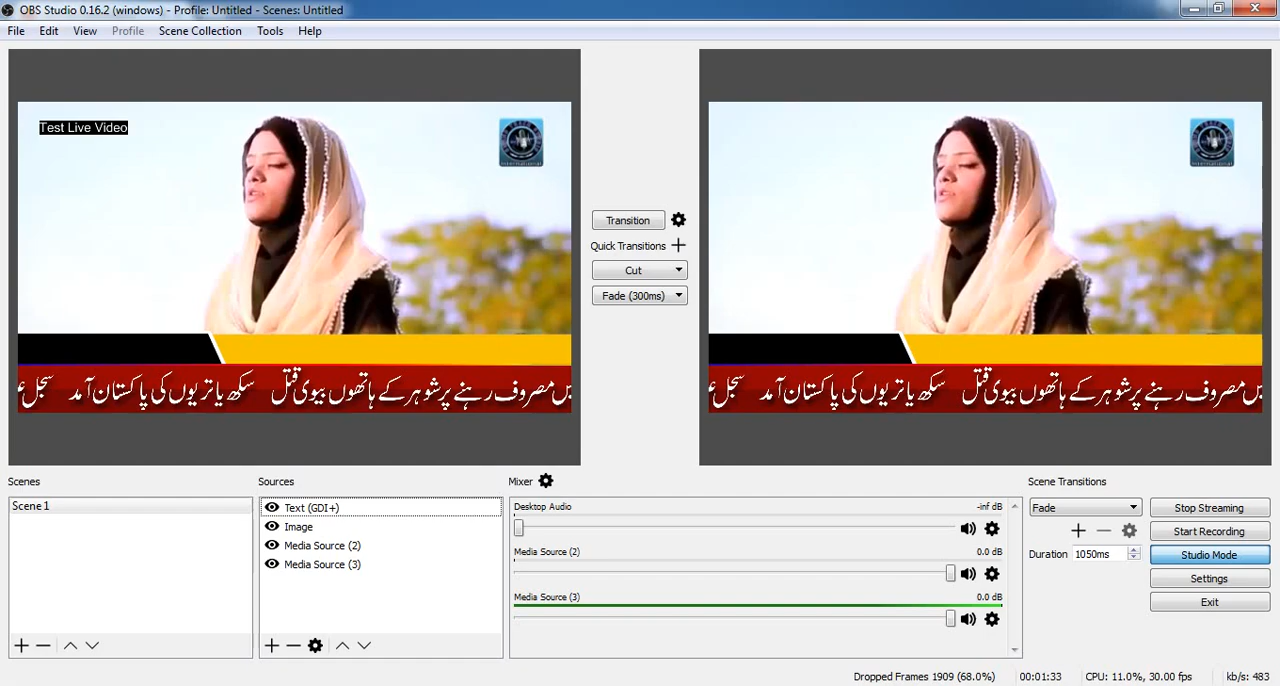 OBS Studio 0.16.2 (windows) - Profile: Untitled - Scenes: Untitled
File Edit View Profile Scene Collection Tools Help
Test Live Video
Transition
Quick Transitions
Cut
Fade (300ms)
مصروف رہنے پر شوہر کے ہاتھوں بیوی قتل سکھ یاتریوں کی پاکستان آمد سجل
مصروف رہنے پر شوہر کے ہاتھوں بیوی قتل سکھ یاتریوں کی پاکستان آمد سجل
Scenes
Scene 1
Sources
Text (GDI+)
Image
Media Source (2)
Media Source (3)
Mixer
Desktop Audio -inf dB
Media Source (2) 0.0 dB
Media Source (3) 0.0 dB
Scene Transitions
Fade
Duration 1050ms
Stop Streaming
Start Recording
Studio Mode
Settings
Exit
Dropped Frames 1909 (68.0%) 00:01:33 CPU: 11.0%, 30.00 fps kb/s: 483